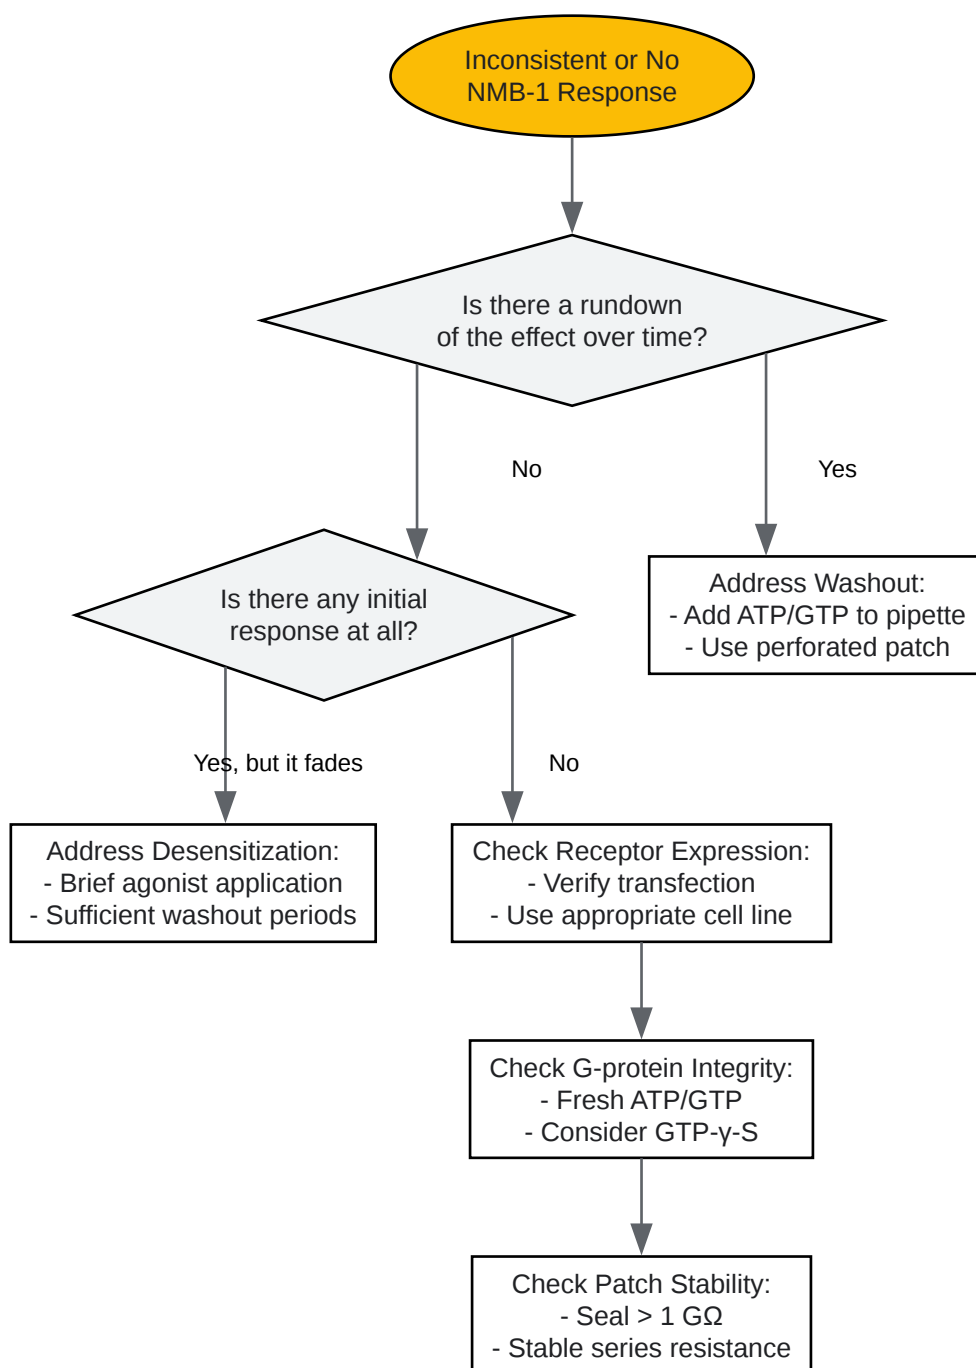 Inconsistent or No
NMB-1 Response
Is there a rundown
of the effect over time?
No
Yes
Is there any initial
response at all?
Address Washout:
- Add ATP/GTP to pipette
- Use perforated patch
Yes, but it fades
No
Address Desensitization:
- Brief agonist application
- Sufficient washout periods
Check Receptor Expression:
- Verify transfection
- Use appropriate cell line
Check G-protein Integrity:
- Fresh ATP/GTP
- Consider GTP-γ-S
Check Patch Stability:
- Seal > 1 GΩ
- Stable series resistance